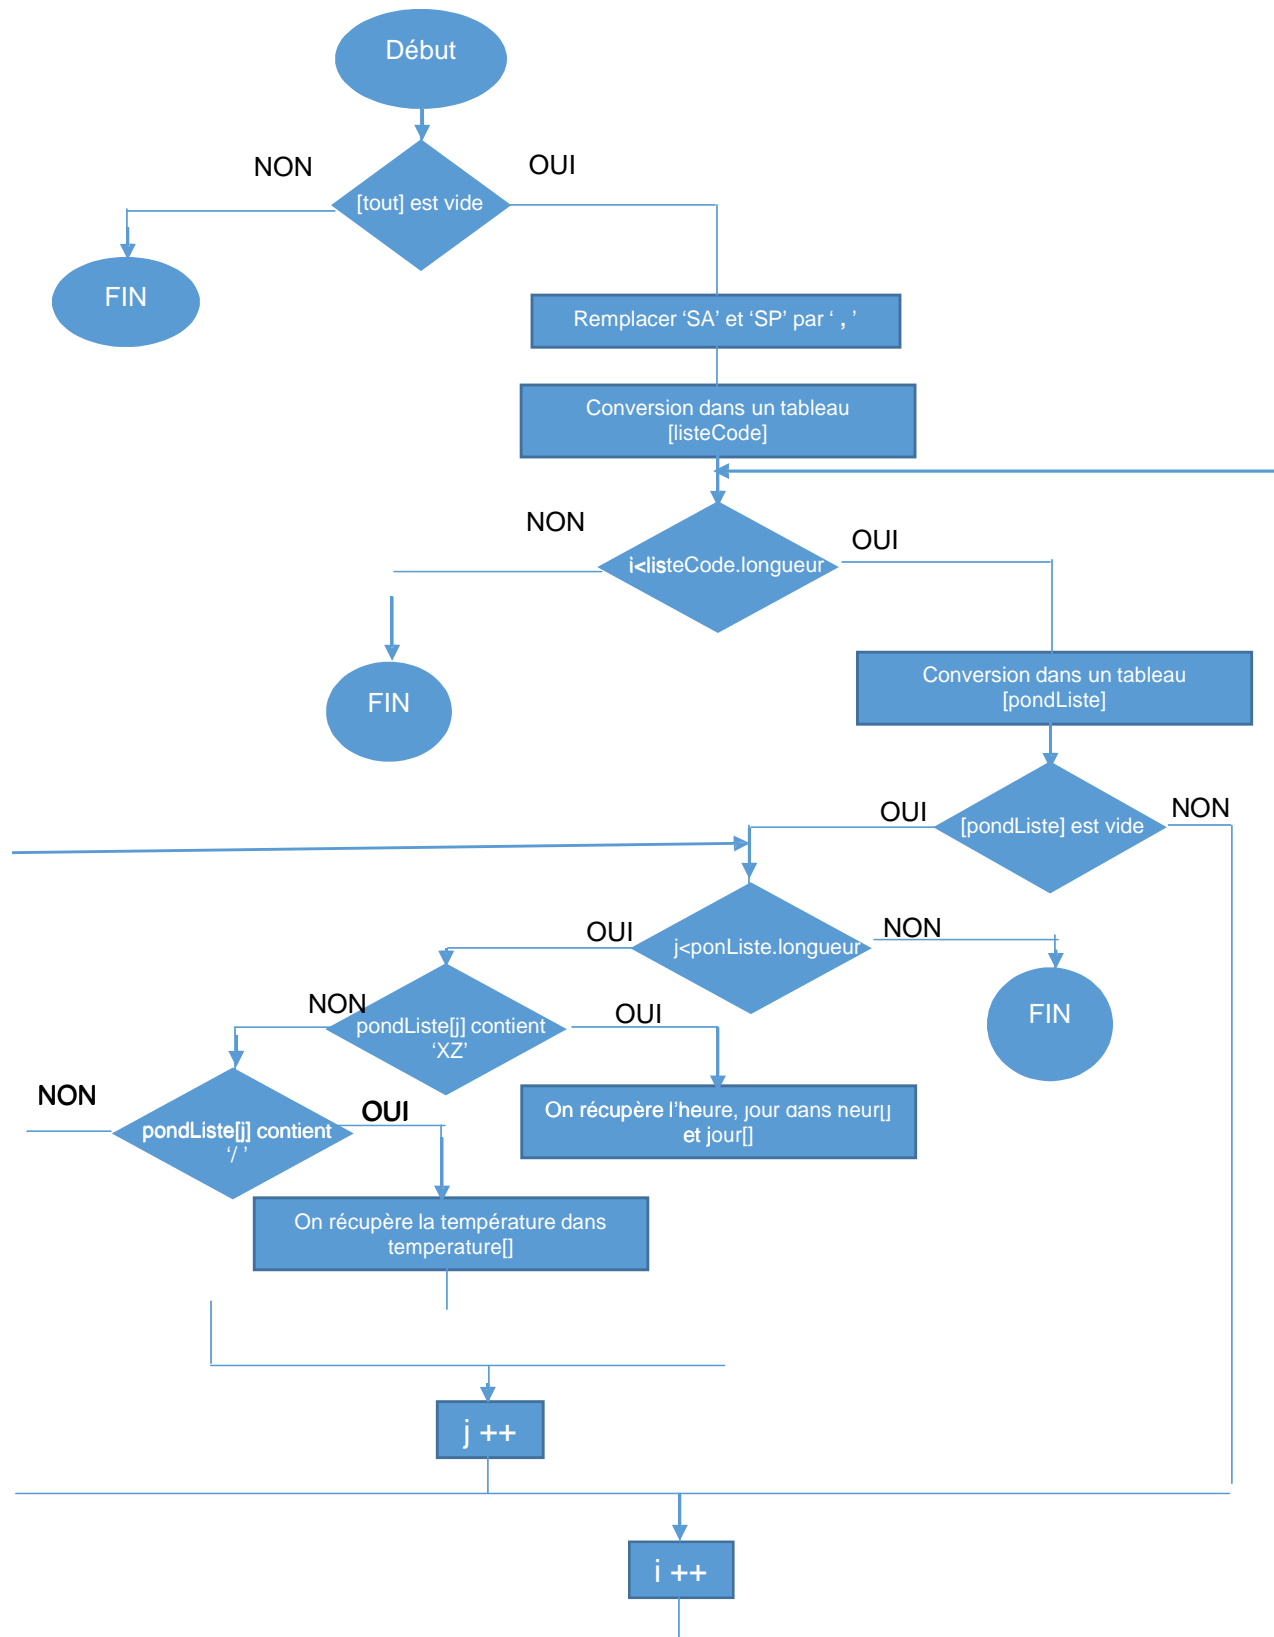 Début
NON
OUI
[tout] est vide
FIN
Remplacer ‘SA’ et ‘SP’ par ‘ , ’
Conversion dans un tableau
[listeCode]
NON
OUI
i<listeCode.longueur
FIN
Conversion dans un tableau
[pondListe]
OUI
NON
[pondListe] est vide
OUI
NON
j<ponListe.longueur
NON
OUI
pondListe[j] contient
‘XZ’
FIN
NON
OUI
pondListe[j] contient
‘/ ’
On récupère l’heure, jour dans heur[]
et jour[]
On récupère la température dans
temperature[]
j ++
i ++